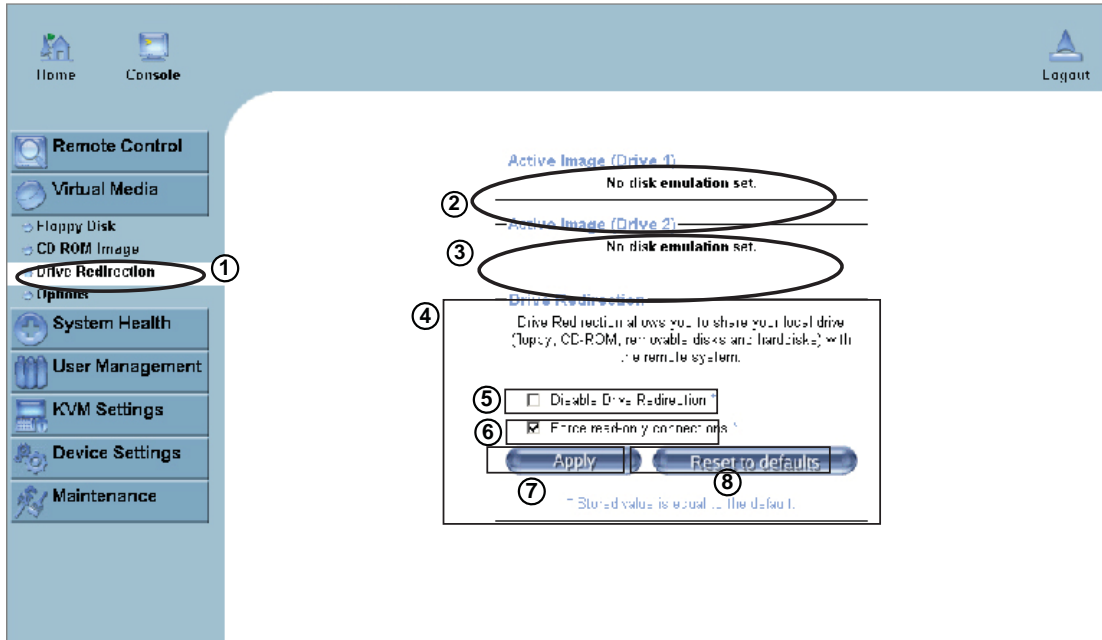 Home
Console
Logout
Remote Control
Virtual Media
Floppy Disk
CD ROM Image
Drive Redirection
Options
System Health
User Management
KVM Settings
Device Settings
Maintenance
1
Active Image (Drive 1)
No disk emulation set.
2
Active Image (Drive 2)
No disk emulation set.
3
Drive Redirection
4
Drive Redirection allows you to share your local drive
(floppy, CD-ROM, removable disks and harddisks) with
the remote system.
5
Disable Drive Redirection *
6
Force read-only connections *
Apply
Reset to defaults
7
8
* Stored value is equal to the default.